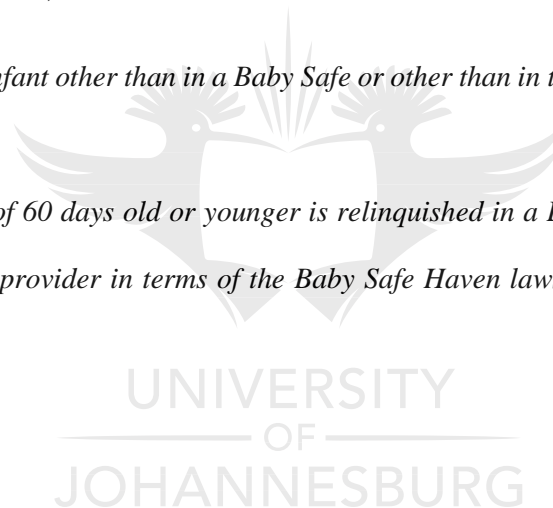 nfant other than in a Baby Safe or other than in t
of 60 days old or younger is relinquished in a
provider in terms of the Baby Safe Haven law
UNIVERSITY
OF
JOHANNESBURG